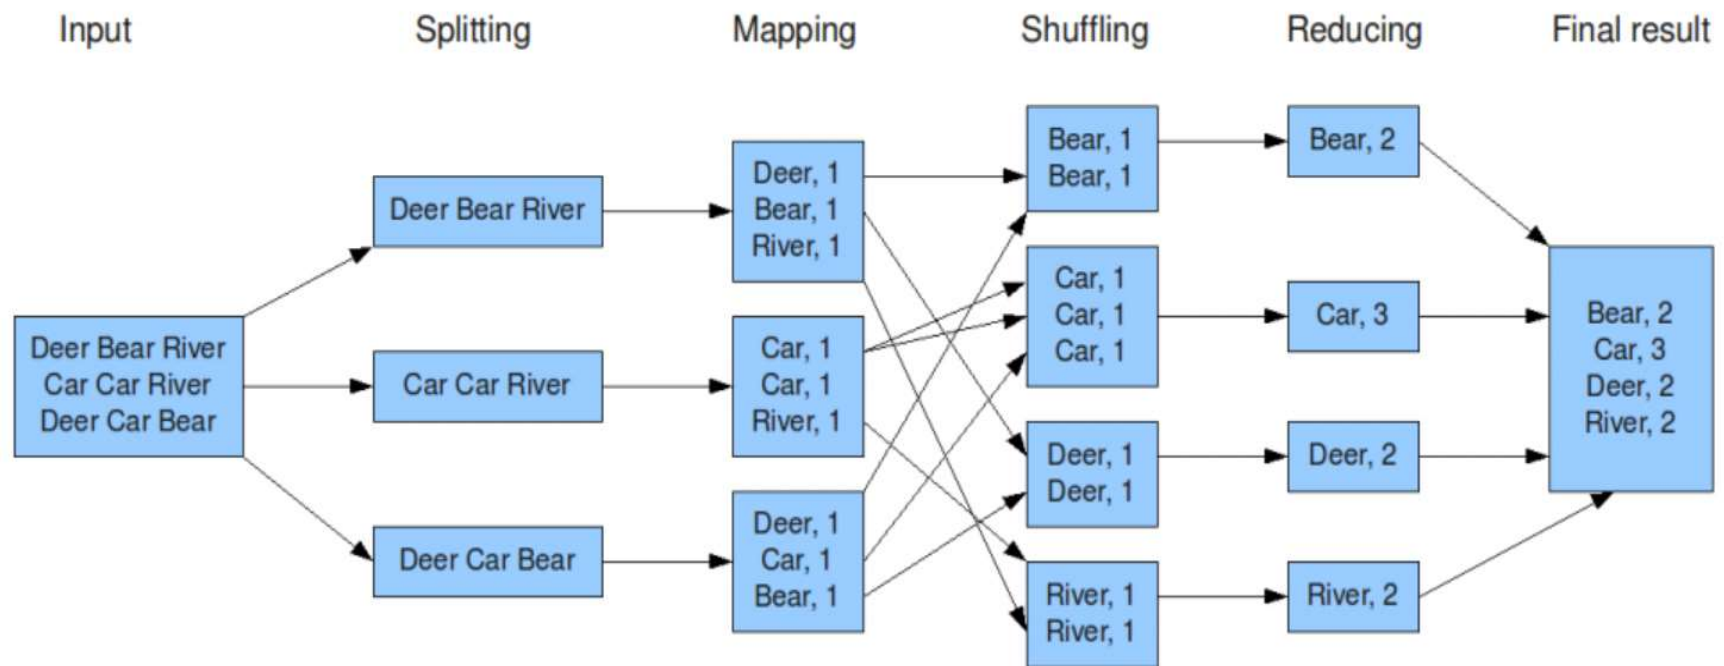 Input
Splitting
Mapping
Shuffling
Reducing
Final result
Deer Bear River
Car Car River
Deer Car Bear
Deer Bear River
Car Car River
Deer Car Bear
Deer, 1
Bear, 1
River, 1
Car, 1
Car, 1
River, 1
Deer, 1
Car, 1
Bear, 1
Bear, 1
Bear, 1
Car, 1
Car, 1
Car, 1
Deer, 1
Deer, 1
River, 1
River, 1
Bear, 2
Car, 3
Deer, 2
River, 2
Bear, 2
Car, 3
Deer, 2
River, 2